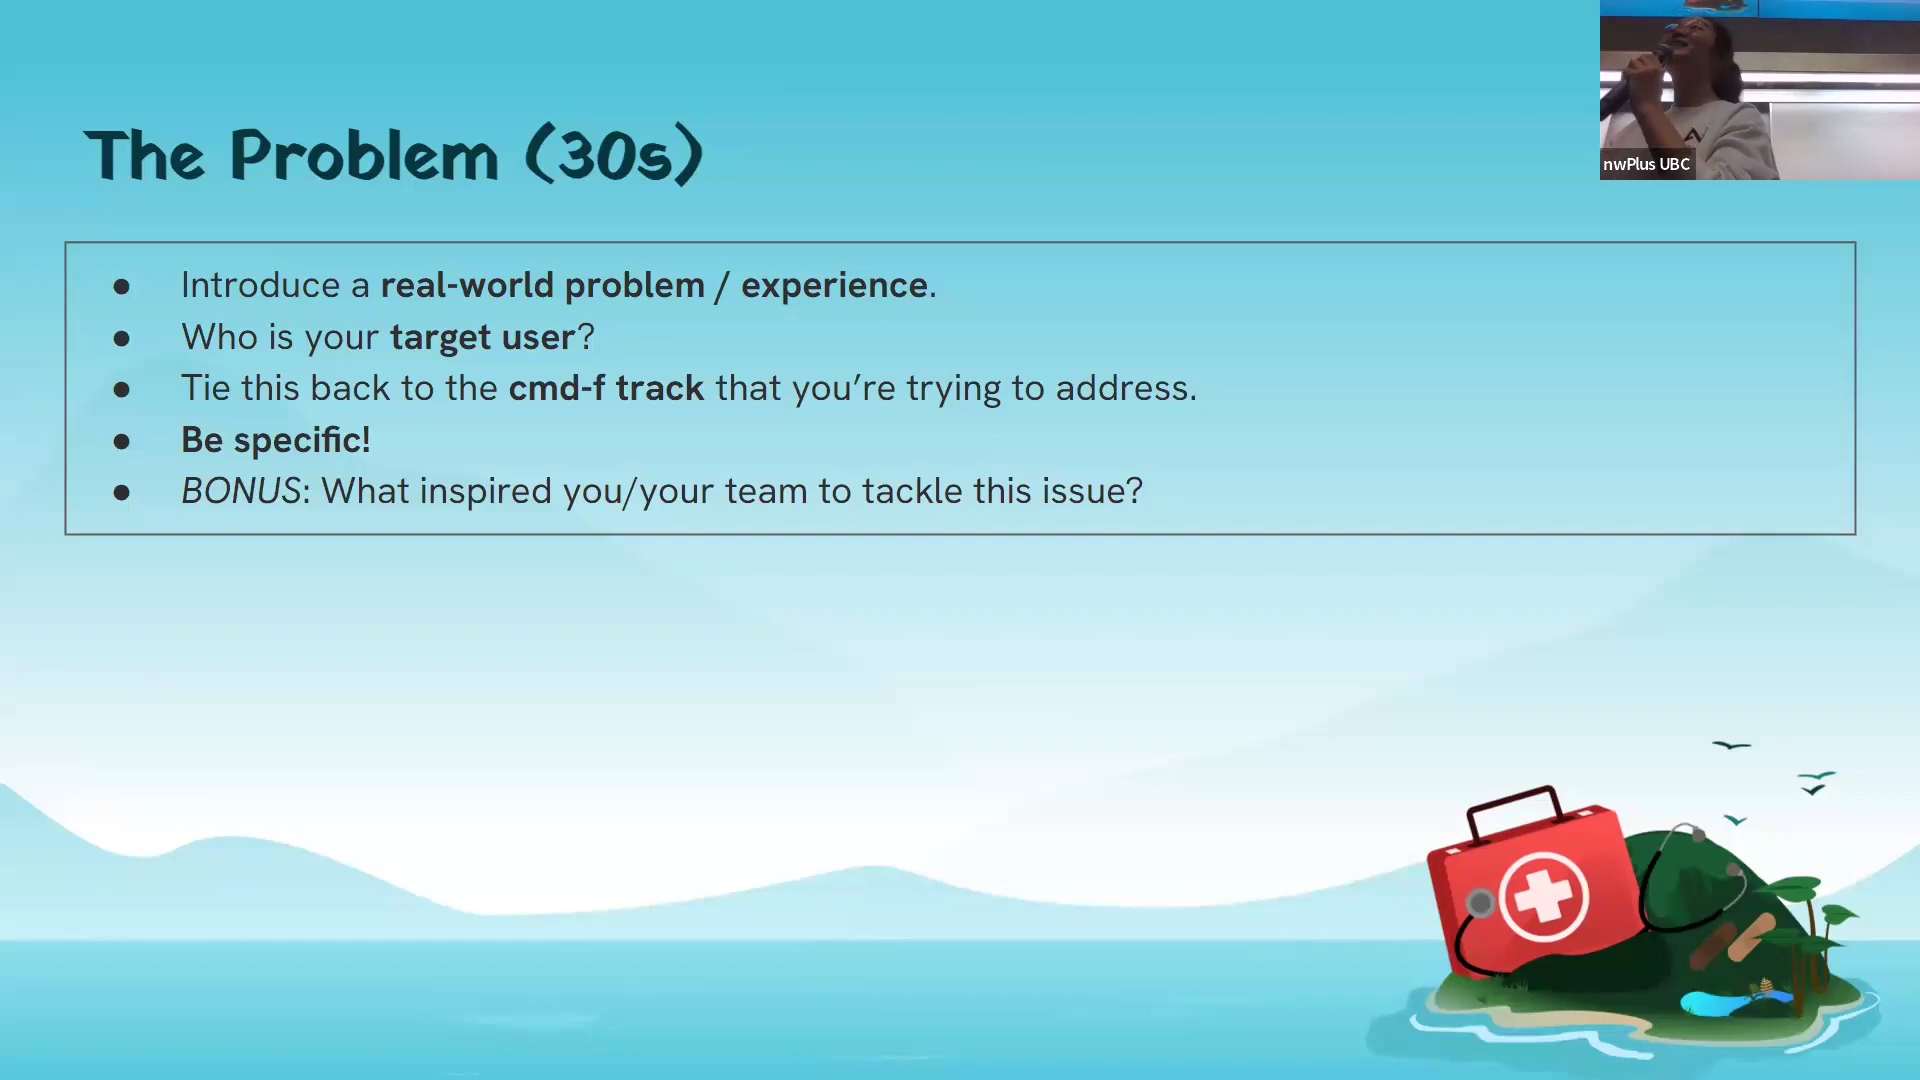 The Problem (30s)
nwPlus UBC
● Introduce a real-world problem / experience.
● Who is your target user?
● Tie this back to the cmd-f track that you’re trying to address.
● Be specific!
● BONUS: What inspired you/your team to tackle this issue?